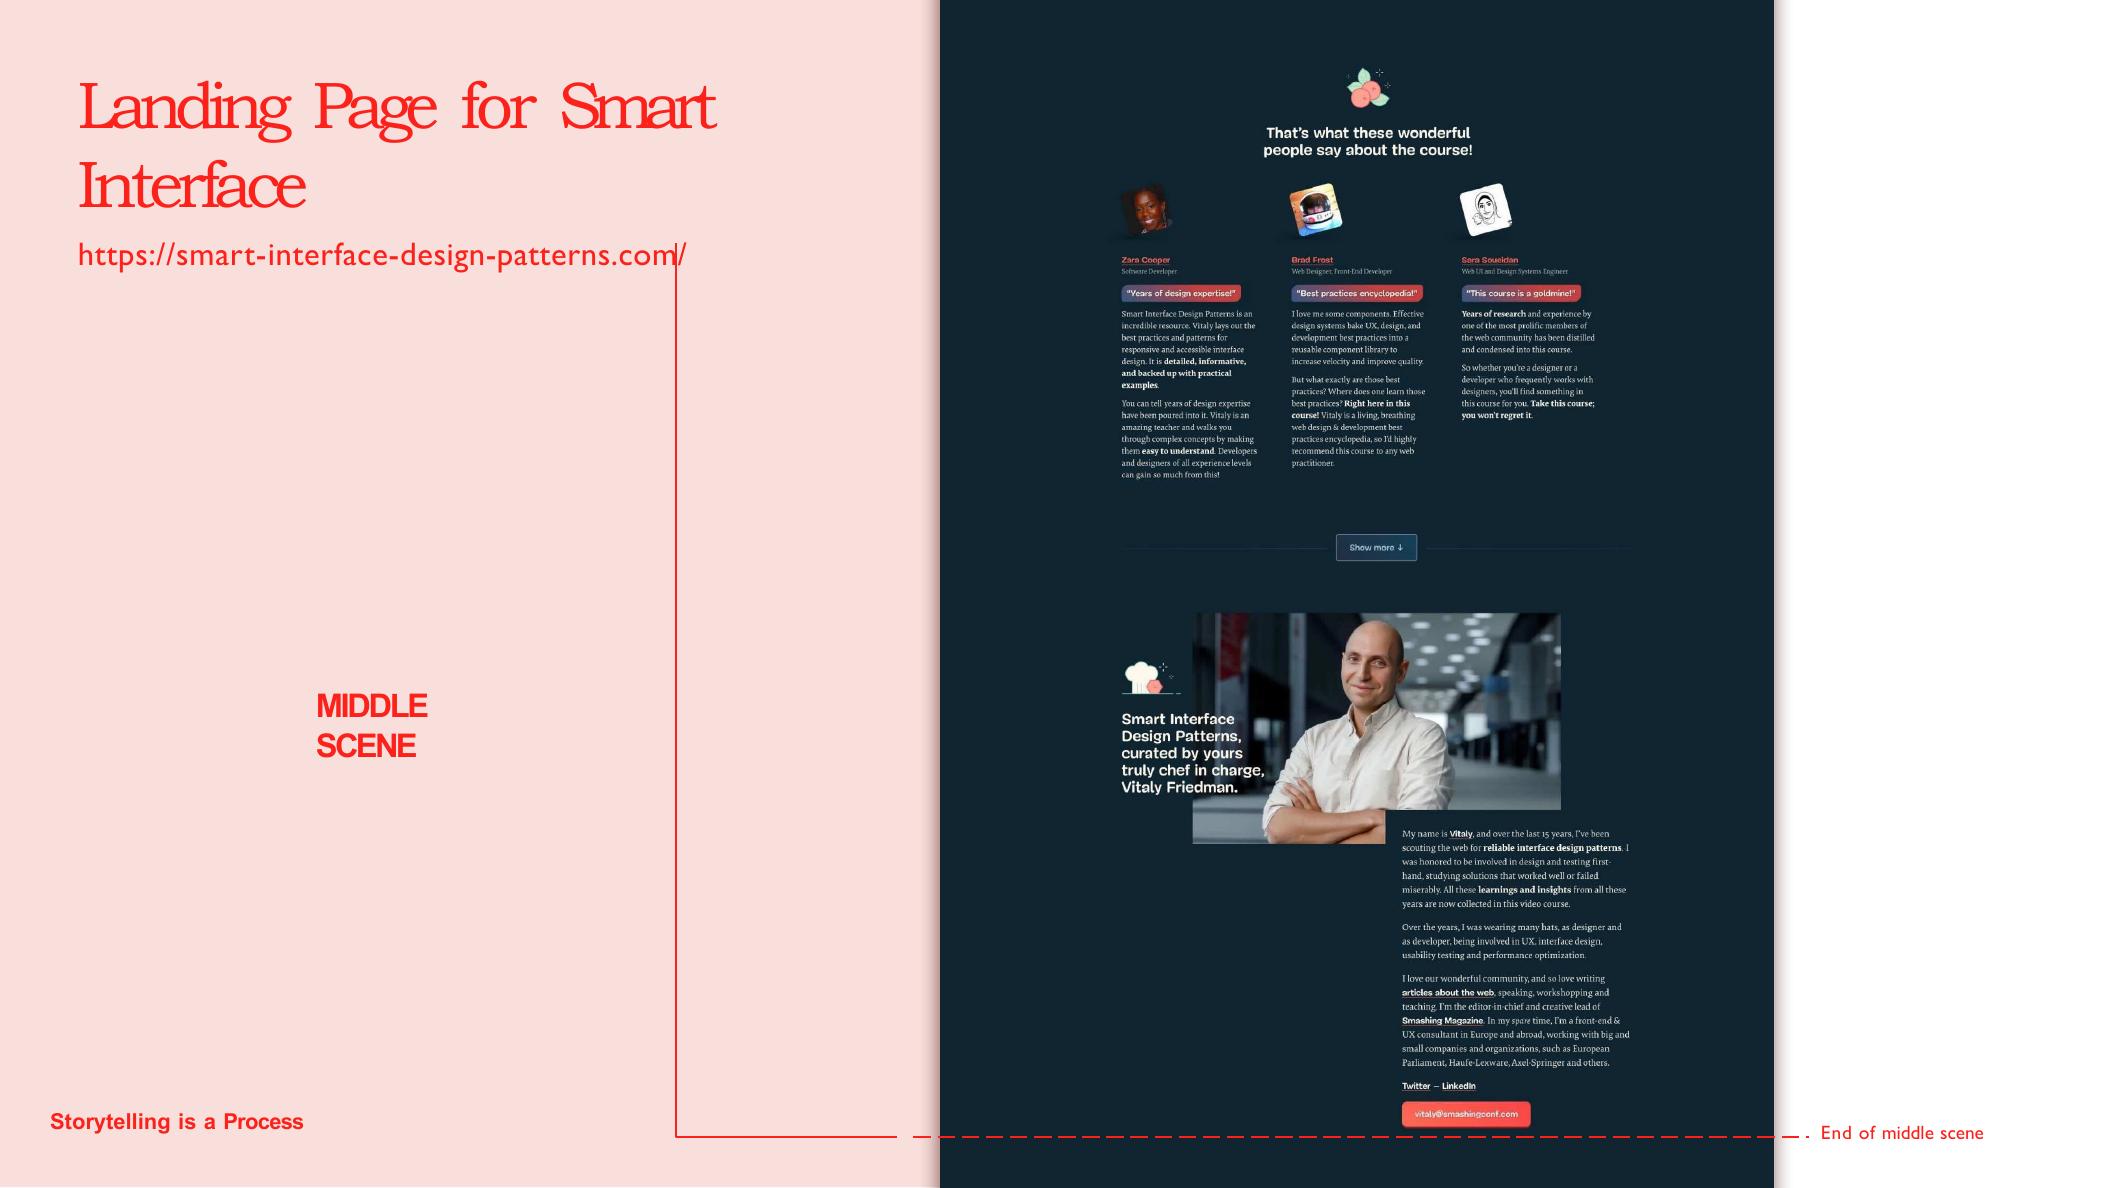 Landing Page for Smart
Interface
https://smart-interface-design-patterns.com/
MIDDLE
SCENE
Storytelling is a Process
That's what these wonderful
people say about the course!
Zara Cooper
Software Developer
"Years of design expertise!"
Smart Interface Design Patterns is an
incredible resource. Vitaly lays out the
best practices and patterns for
responsive and accessible interface
design. It is detailed, informative,
and backed up with practical
examples.
You can tell years of design expertise
have been poured into it. Vitaly is an
amazing teacher and walks you
through complex concepts by making
them easy to understand. Developers
and designers of all experience levels
can gain so much from this!
Brad Frost
Web Designer, Front-End Developer
"Best practices encyclopedia!"
I love me some components. Effective
design systems bake UX, design, and
development best practices into a
reusable component library to
increase velocity and improve quality.
But what exactly are those best
practices? Where does one learn those
best practices? Right here in this
course! Vitaly is a living, breathing
web design & development best
practices encyclopedia, so I'd highly
recommend this course to any web
practitioner.
Sara Soueidan
Web UI and Design Systems Engineer
"This course is a goldmine!"
Years of research and experience by
one of the most prolific members of
the web community has been distilled
and condensed into this course.
So whether you're a designer or a
developer who frequently works with
designers, you'll find something in
this course for you. Take this course;
you won't regret it.
Show more ↓
Smart Interface
Design Patterns,
curated by yours
truly chef in charge,
Vitaly Friedman.
My name is Vitaly, and over the last 15 years, I've been
scouting the web for reliable interface design patterns. I
was honored to be involved in design and testing first-
hand, studying solutions that worked well or failed
miserably. All these learnings and insights from all these
years are now collected in this video course.
Over the years, I was wearing many hats, as designer and
as developer, being involved in UX, interface design,
usability testing and performance optimization.
I love our wonderful community, and so love writing
articles about the web, speaking, workshopping and
teaching. I'm the editor-in-chief and creative lead of
Smashing Magazine. In my spare time, I'm a front-end &
UX consultant in Europe and abroad, working with big and
small companies and organizations, such as European
Parliament, Haufe-Lexware, Axel-Springer and others.
Twitter – LinkedIn
vitaly@smashingconf.com
End of middle scene